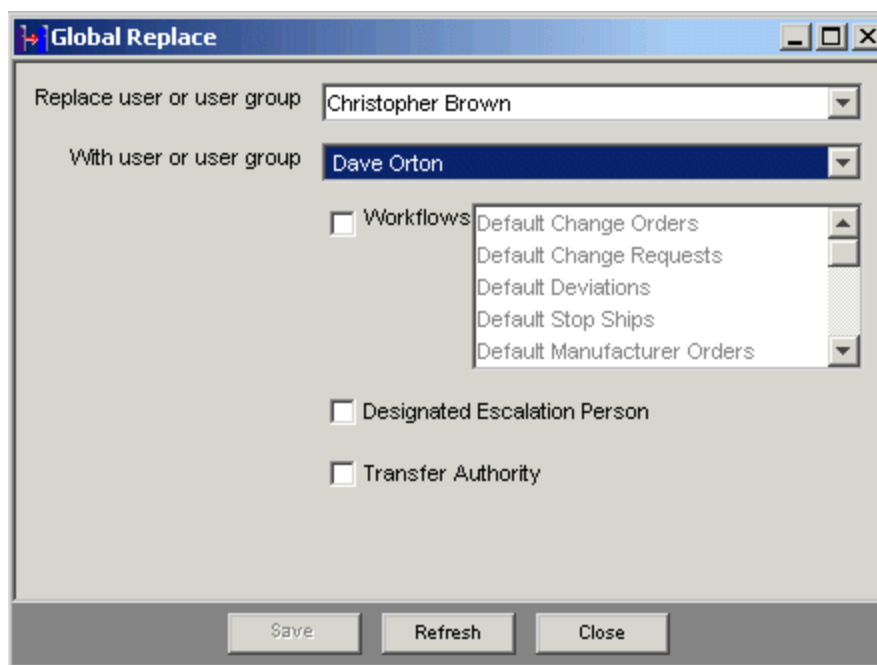 Global Replace
Replace user or user group Christopher Brown
With user or user group Dave Orton
Workflows Default Change Orders
Default Change Requests
Default Deviations
Default Stop Ships
Default Manufacturer Orders
Designated Escalation Person
Transfer Authority
Save Refresh Close